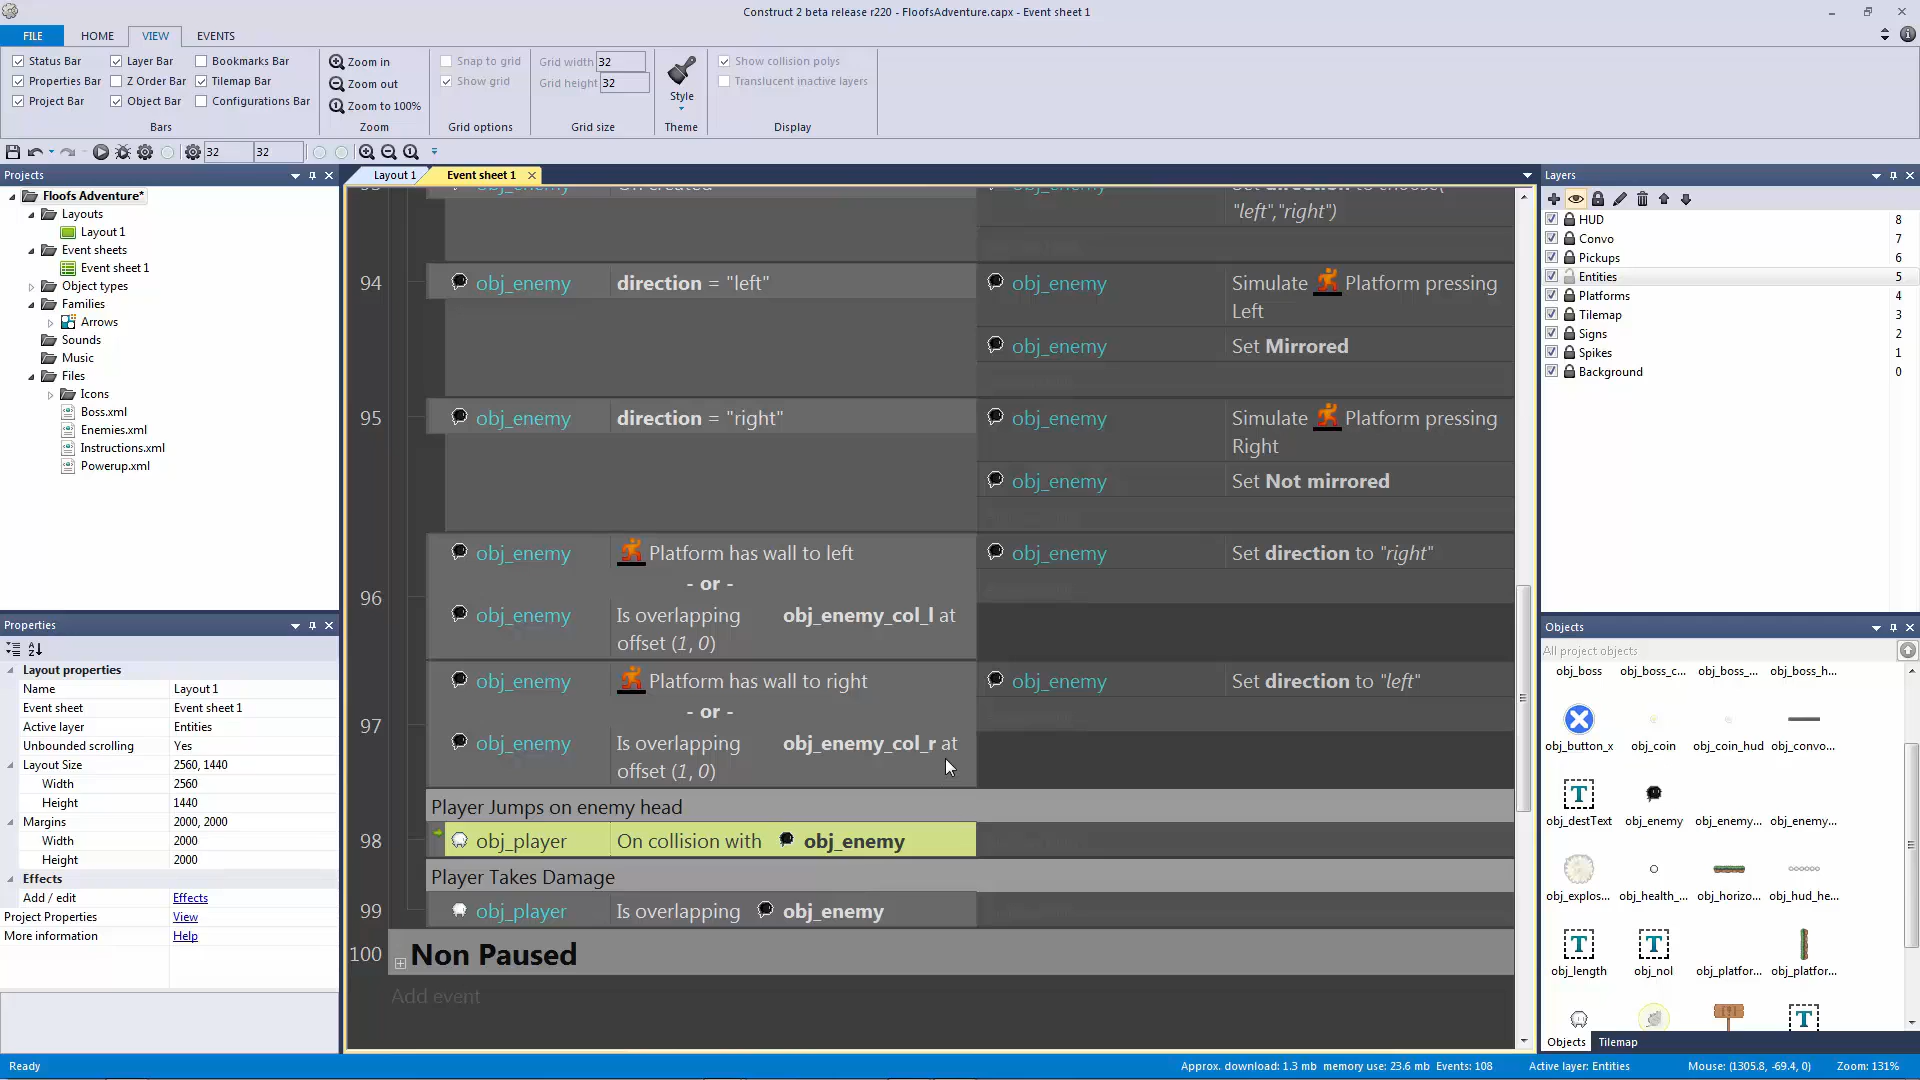 Construct 2 beta release r220 - FloofsAdventure.capx - Event sheet 1
FILE
HOME
VIEW
EVENTS
Status Bar
Layer Bar
Bookmarks Bar
Properties Bar
Z Order Bar
Tilemap Bar
Project Bar
Object Bar
Configurations Bar
Bars
Zoom in
Zoom out
Zoom to 100%
Zoom
Snap to grid
Show grid
Grid options
Grid width 32
Grid height 32
Grid size
Style
Theme
Show collision polys
Translucent inactive layers
Display
32
32
Projects
Floofs Adventure*
Layouts
Layout 1
Event sheets
Event sheet 1
Object types
Families
Arrows
Sounds
Music
Files
Icons
Boss.xml
Enemies.xml
Instructions.xml
Powerup.xml
Properties
Layout properties
Name Layout 1
Event sheet Event sheet 1
Active layer Entities
Unbounded scrolling Yes
Layout Size 2560, 1440
Width 2560
Height 1440
Margins 2000, 2000
Width 2000
Height 2000
Effects
Add / edit Effects
Project Properties View
More information Help
Layout 1
Event sheet 1
"left","right")
94
obj_enemy direction = "left"
obj_enemy Simulate Platform pressing
Left
obj_enemy Set Mirrored
95
obj_enemy direction = "right"
obj_enemy Simulate Platform pressing
Right
obj_enemy Set Not mirrored
96
obj_enemy Platform has wall to left
- or -
obj_enemy Is overlapping obj_enemy_col_l at
offset (1, 0)
obj_enemy Set direction to "right"
97
obj_enemy Platform has wall to right
- or -
obj_enemy Is overlapping obj_enemy_col_r at
offset (1, 0)
obj_enemy Set direction to "left"
Player Jumps on enemy head
98
obj_player On collision with obj_enemy
Player Takes Damage
99
obj_player Is overlapping obj_enemy
100
Non Paused
Add event
Layers
HUD 8
Convo 7
Pickups 6
Entities 5
Platforms 4
Tilemap 3
Signs 2
Spikes 1
Background 0
Objects
All project objects
obj_boss obj_boss_c... obj_boss_... obj_boss_h...
obj_button_x obj_coin obj_coin_hud obj_convo...
obj_destText obj_enemy obj_enemy... obj_enemy...
obj_explos... obj_health_... obj_horizo... obj_hud_he...
obj_length obj_nol obj_platfor... obj_platfor...
Objects
Tilemap
Ready
Approx. download: 1.3 mb memory use: 23.6 mb Events: 108
Active layer: Entities
Mouse: (1305.8, -69.4, 0)
Zoom: 131%